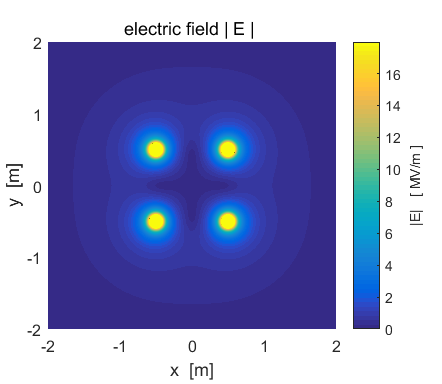 electric field | E |
2
1
0
-1
-2
y [m]
-2 -1 0 1 2
x [m]
16
14
12
10
8
6
4
2
0
|E| [ MV/m ]